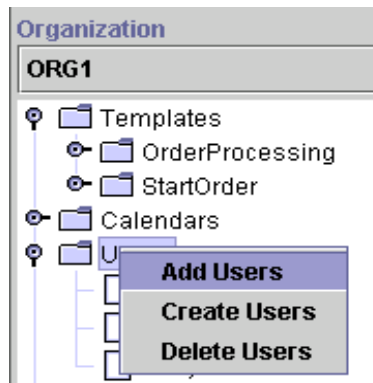 Organization
ORG1
Templates
OrderProcessing
StartOrder
Calendars
Add Users
Create Users
Delete Users